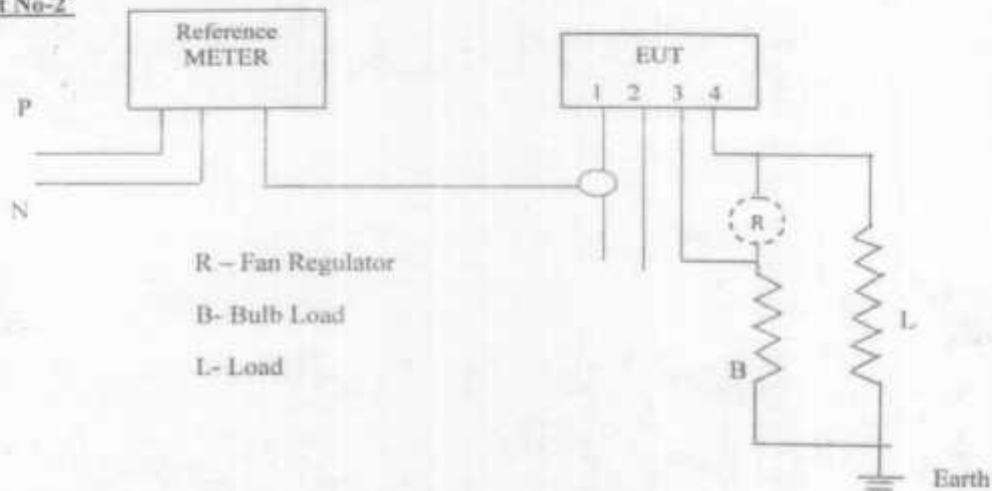 No-2
Reference
METER
EUT
1 2 3 4
P
N
R
R – Fan Regulator
B- Bulb Load
L- Load
L
B
Earth